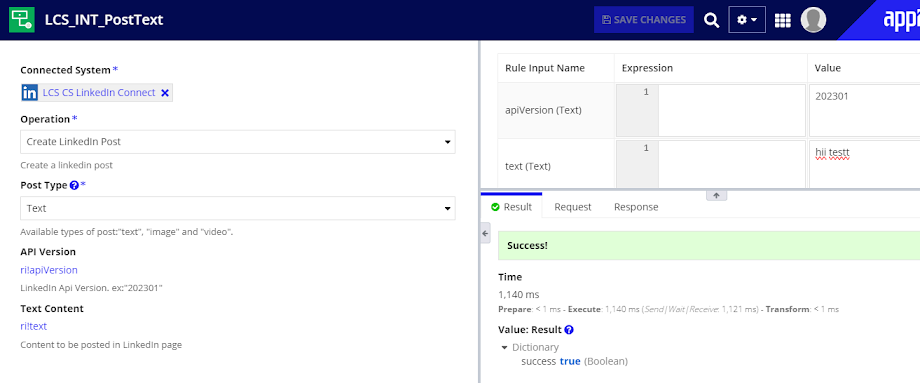 LCS_INT_PostText
SAVE CHANGES
Connected System*
in LCS CS LinkedIn Connect
Operation*
Create LinkedIn Post
Create a linkedin post
Post Type ?*
Text
Available types of post:"text", "image" and "video".
API Version
ri!apiVersion
LinkedIn Api Version. ex:"202301"
Text Content
ri!text
Content to be posted in LinkedIn page
Rule Input Name Expression Value
apiVersion (Text) 1 202301
text (Text) 1 hii testt
Result Request Response
Success!
Time
1,140 ms
Prepare: < 1 ms - Execute: 1,140 ms (Send|Wait|Receive: 1,121 ms) - Transform: < 1 ms
Value: Result ?
Dictionary
success true (Boolean)